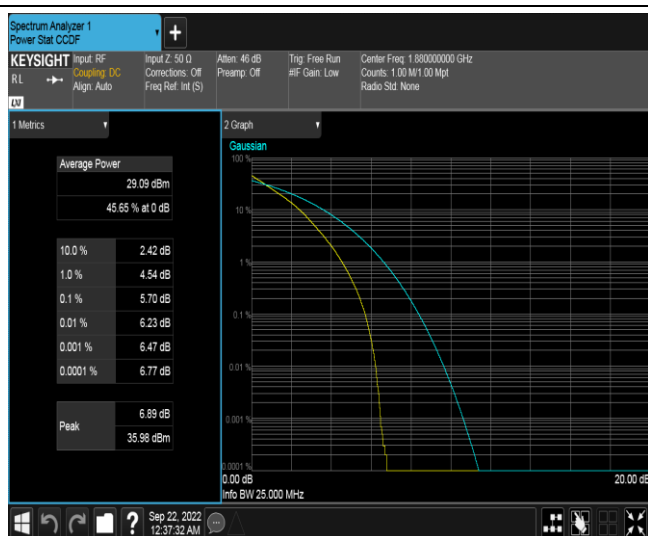 Spectrum Analyzer 1
Power Stat CCDF
+
KEYSIGHT
RL
LXI
Input: RF
Coupling: DC
Align: Auto
Input Z: 50 Ω
Corrections: Off
Freq Ref: Int (S)
Atten: 46 dB
Preamp: Off
Trig: Free Run
#IF Gain: Low
Center Freq: 1.880000000 GHz
Counts: 1.00 M/1.00 Mpt
Radio Std: None
1 Metrics
Average Power
29.09 dBm
45.65 % at 0 dB
10.0 % 2.42 dB
1.0 % 4.54 dB
0.1 % 5.70 dB
0.01 % 6.23 dB
0.001 % 6.47 dB
0.0001 % 6.77 dB
Peak
6.89 dB
35.98 dBm
2 Graph
Gaussian
100 %
10 %
1 %
0.1 %
0.01 %
0.001 %
0.0001 %
0.00 dB
20.00 dB
Info BW 25.000 MHz
?
Sep 22, 2022
12:37:32 AM